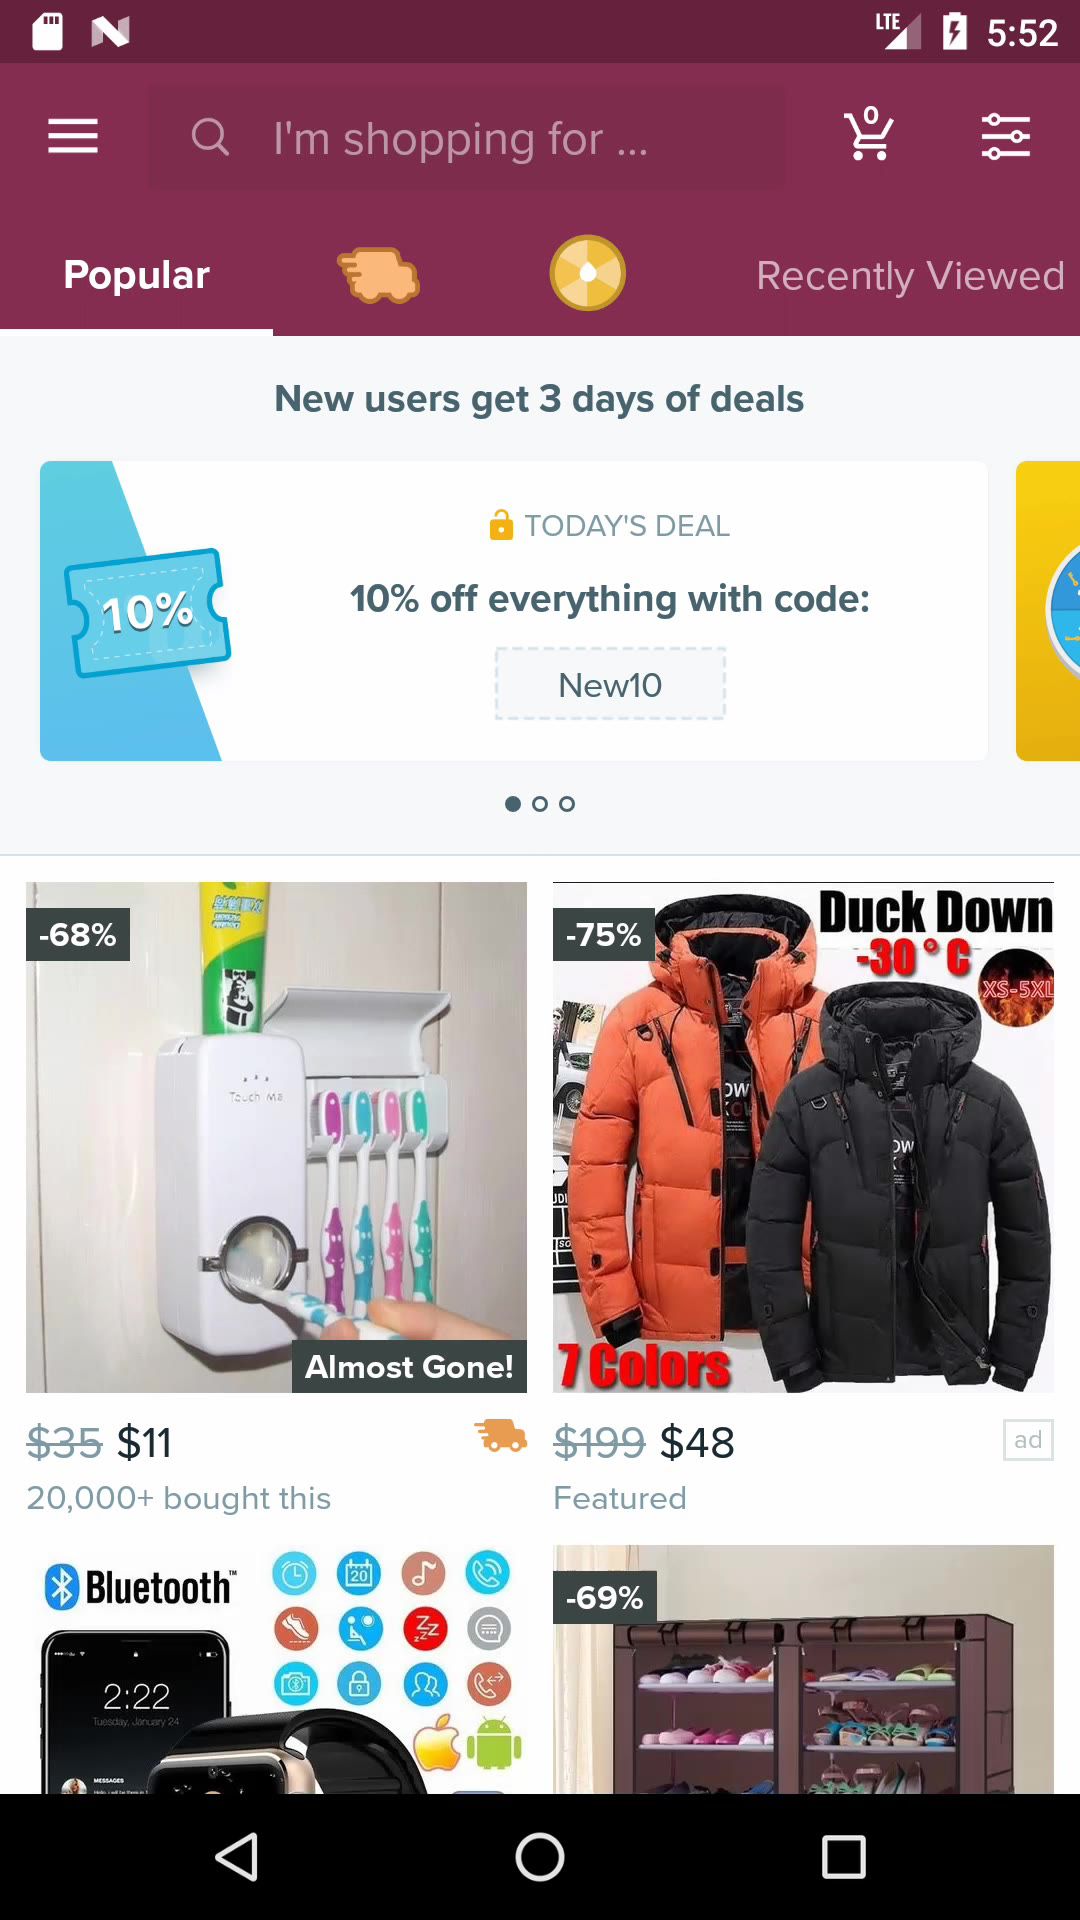 LTE 5:52
I'm shopping for ...
0
Popular
Recently Viewed
New users get 3 days of deals
TODAY'S DEAL
10%
10% off everything with code:
New10
-68%
Touch Me
Almost Gone!
-75%
Duck Down
-30°C
XS-5XL
7 Colors
$35 $11
20,000+ bought this
$199 $48
ad
Featured
Bluetooth™
20
zzz
2:22
Tuesday, January 24
MESSAGES
-69%